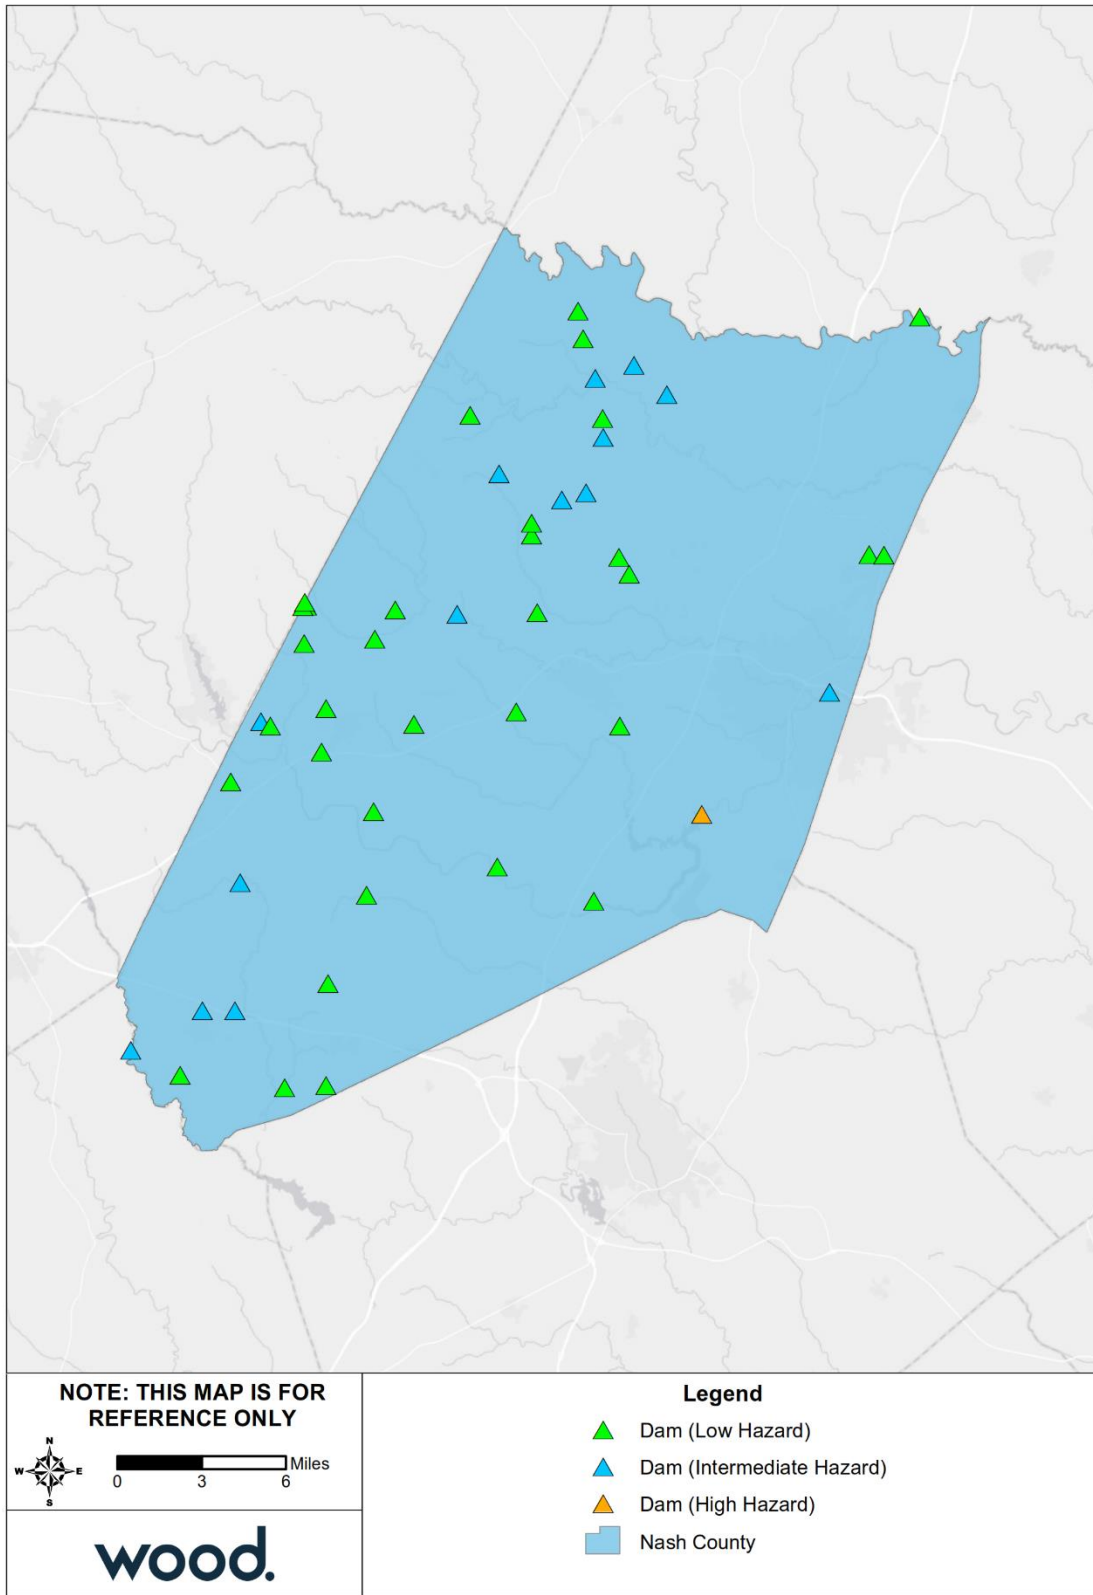 NOTE: THIS MAP IS FOR
REFERENCE ONLY
N
W E
S
Miles
0 3 6
wood.
Legend
Dam (Low Hazard)
Dam (Intermediate Hazard)
Dam (High Hazard)
Nash County